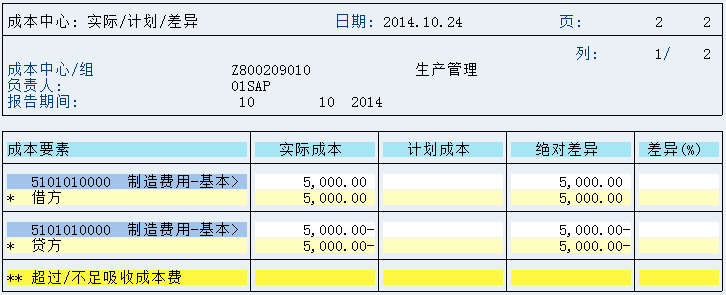 成本中心: 实际/计划/差异 日期: 2014.10.24 页: 2 2
列: 1/ 2
成本中心/组 Z800209010 生产管理
负责人: 01SAP
报告期间: 10 10 2014
成本要素 实际成本 计划成本 绝对差异 差异(%)
5101010000 制造费用-基本> 5,000.00 5,000.00
* 借方 5,000.00 5,000.00
5101010000 制造费用-基本> 5,000.00- 5,000.00-
* 贷方 5,000.00- 5,000.00-
** 超过/不足吸收成本费